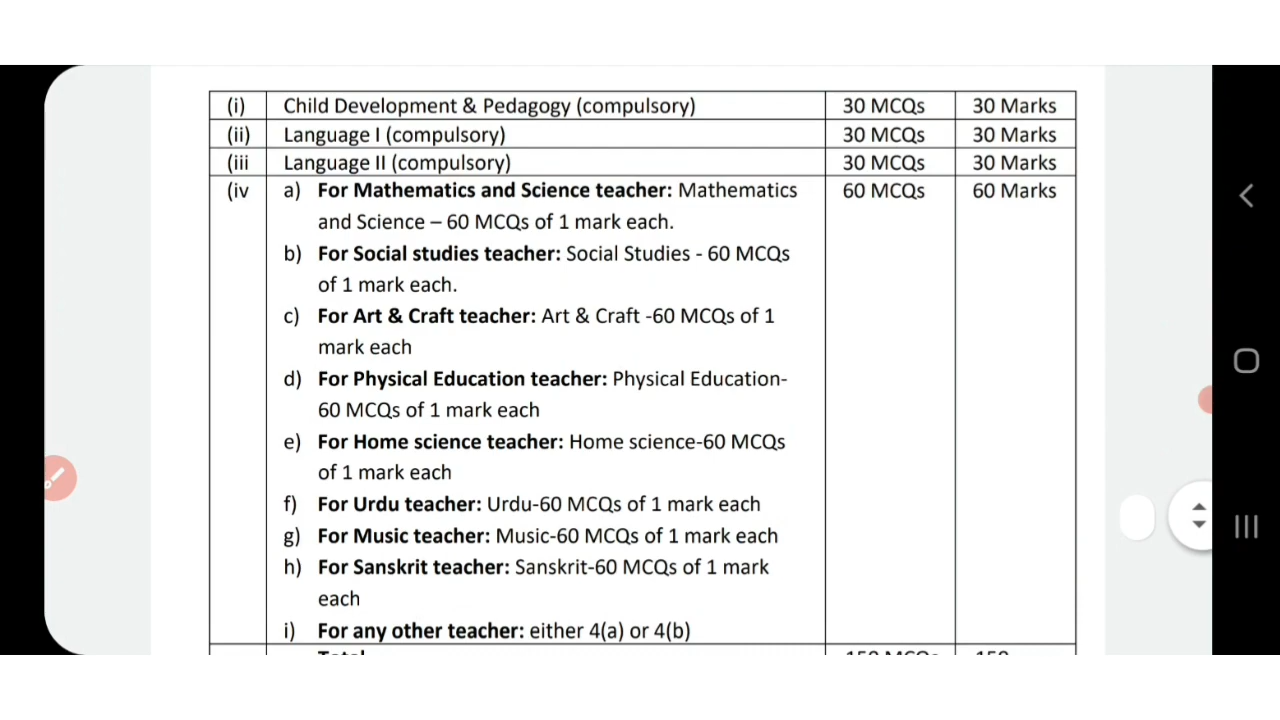 (i) Child Development & Pedagogy (compulsory) 30 MCQs 30 Marks
(ii) Language I (compulsory) 30 MCQs 30 Marks
(iii Language II (compulsory) 30 MCQs 30 Marks
(iv a) For Mathematics and Science teacher: Mathematics 60 MCQs 60 Marks
and Science – 60 MCQs of 1 mark each.
b) For Social studies teacher: Social Studies - 60 MCQs
of 1 mark each.
c) For Art & Craft teacher: Art & Craft -60 MCQs of 1
mark each
d) For Physical Education teacher: Physical Education-
60 MCQs of 1 mark each
e) For Home science teacher: Home science-60 MCQs
of 1 mark each
f) For Urdu teacher: Urdu-60 MCQs of 1 mark each
g) For Music teacher: Music-60 MCQs of 1 mark each
h) For Sanskrit teacher: Sanskrit-60 MCQs of 1 mark
each
i) For any other teacher: either 4(a) or 4(b)
Total 150 MCQs 150